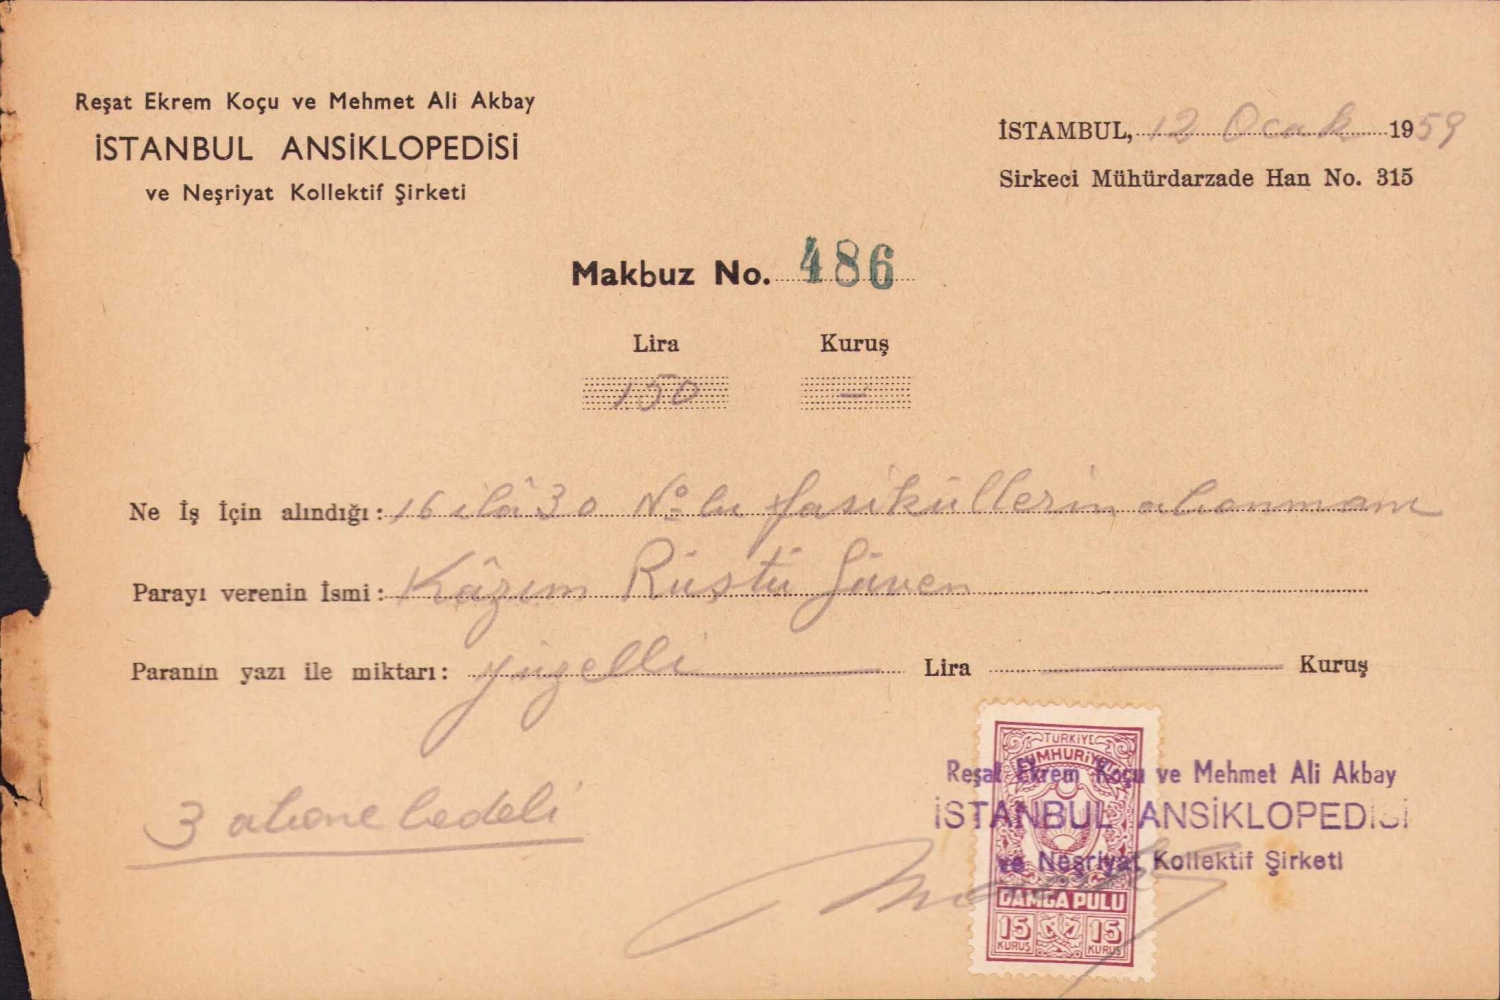 Reşat Ekrem Koçu ve Mehmet Ali Akbay
İSTANBUL ANSİKLOPEDİSİ
ve Neşriyat Kollektif Şirketi
İSTAMBUL, 12 Ocak 1959
Sirkeci Mühürdarzade Han No. 315
Makbuz No. 486
Lira Kuruş
150 —
Ne İş İçin alındığı: 16 ilâ 30 No lu fasiküllerin abonmanı
Parayı verenin İsmi: Kâzım Rüstü Güven
Paranın yazı ile miktarı: yüzelli Lira — Kuruş
3 abone bedeli
Reşat Ekrem Koçu ve Mehmet Ali Akbay
İSTANBUL ANSİKLOPEDİSİ
ve Neşriyat Kollektif Şirketi
TÜRKİYE
CUMHURİYETİ
DAMGA PULU
15 15
KURUŞ KURUŞ